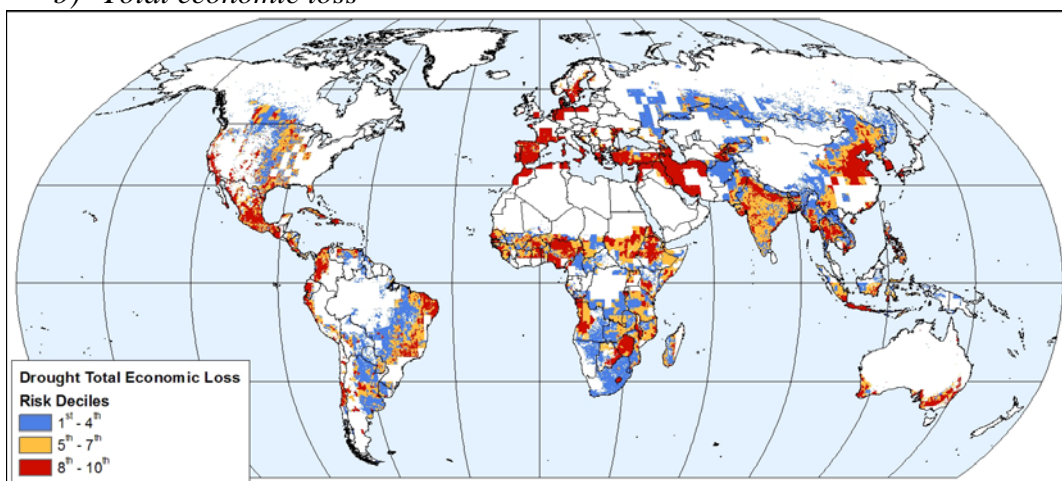 b) Total economic loss
Drought Total Economic Loss
Risk Deciles
1st - 4th
5th - 7th
8th - 10th